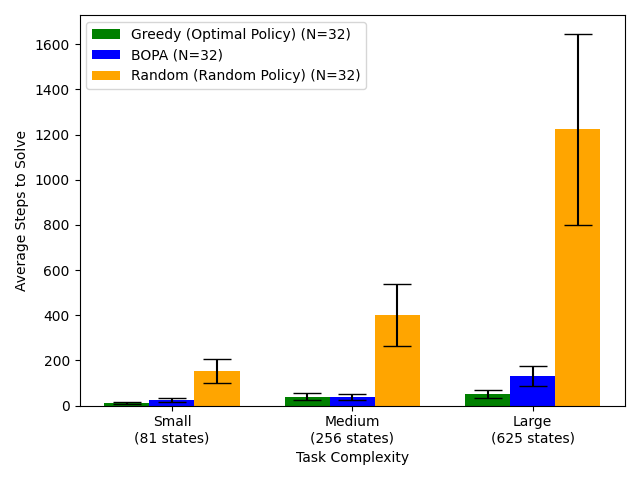 Greedy (Optimal Policy) (N=32)
BOPA (N=32)
Random (Random Policy) (N=32)
Average Steps to Solve
1600
1400
1200
1000
800
600
400
200
0
Small
(81 states)
Medium
(256 states)
Large
(625 states)
Task Complexity